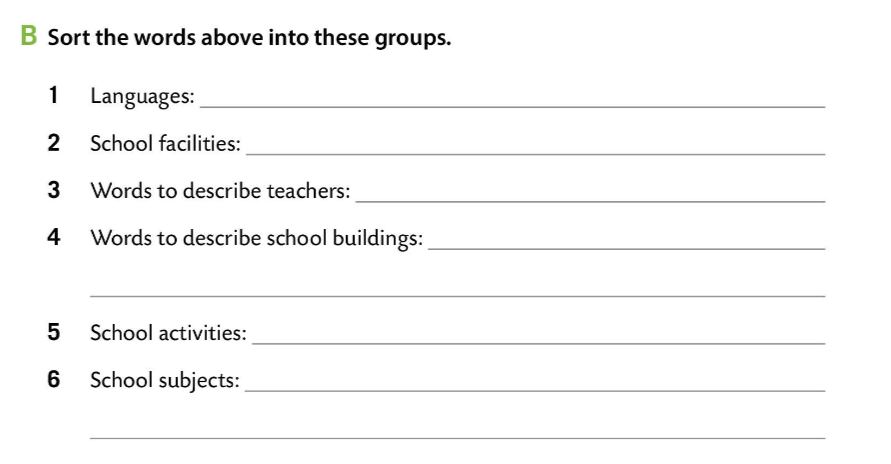 B Sort the words above into these groups.
1 Languages:
2 School facilities:
3 Words to describe teachers:
4 Words to describe school buildings:
5 School activities:
6 School subjects: